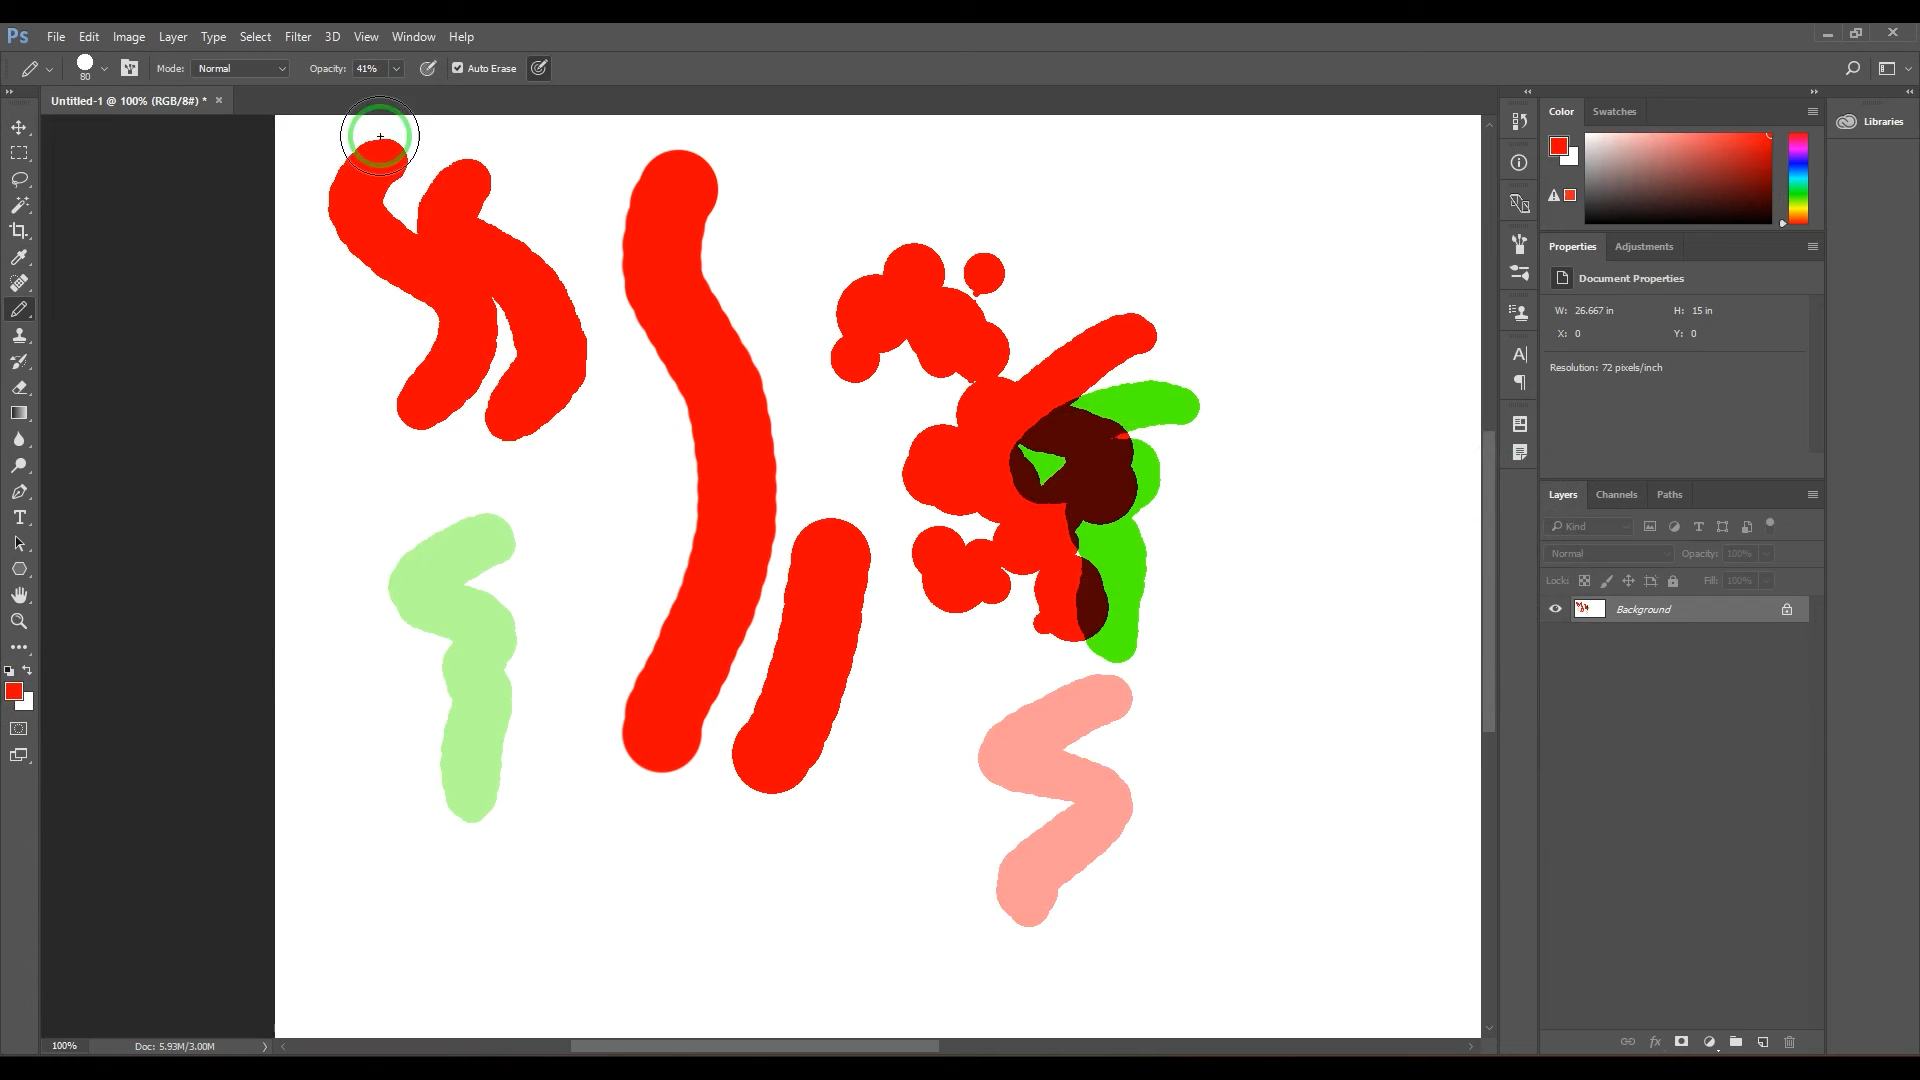 Ps File Edit Image Layer Type Select Filter 3D View Window Help
80 Mode: Normal Opacity: 41% Auto Erase
Untitled-1 @ 100% (RGB/8#) * ×
Color Swatches
Libraries
Properties Adjustments
Document Properties
W: 26.667 in H: 15 in
X: 0 Y: 0
Resolution: 72 pixels/inch
Layers Channels Paths
Kind
Normal Opacity: 100%
Lock: Fill: 100%
Background
100% Doc: 5.93M/3.00M